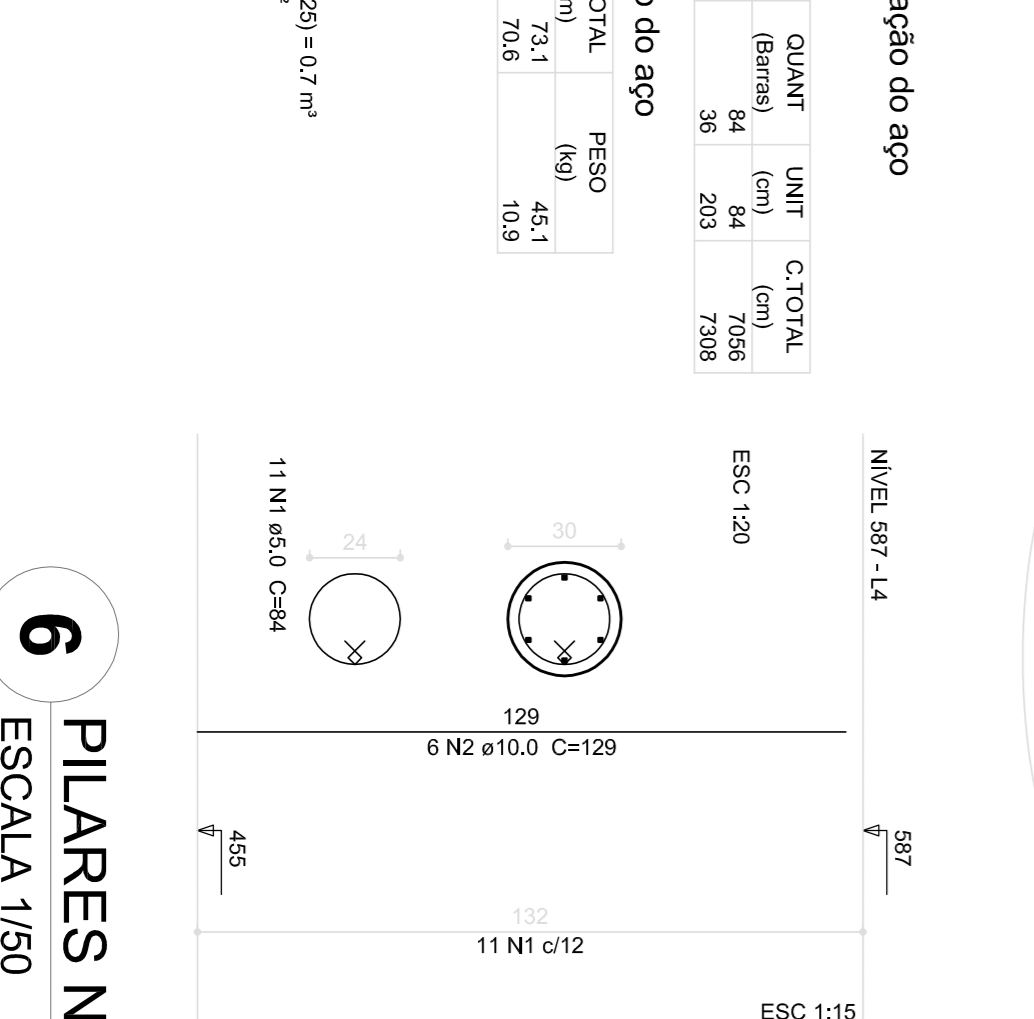 ação do aço
QUANT UNIT C.TOTAL
(Barras) (cm) (cm)
84 84 7056
36 203 7308
o do aço
OTAL PESO
m) (kg)
73.1 45.1
70.6 10.9
25) = 0.7 m³
NÍVEL 587 - L4
ESC 1:20
30
24
11 N1 ø5.0 C=84
129
6 N2 ø10.0 C=129
587
455
132
11 N1 c/12
ESC 1:15
6
PILARES N
ESCALA 1/50